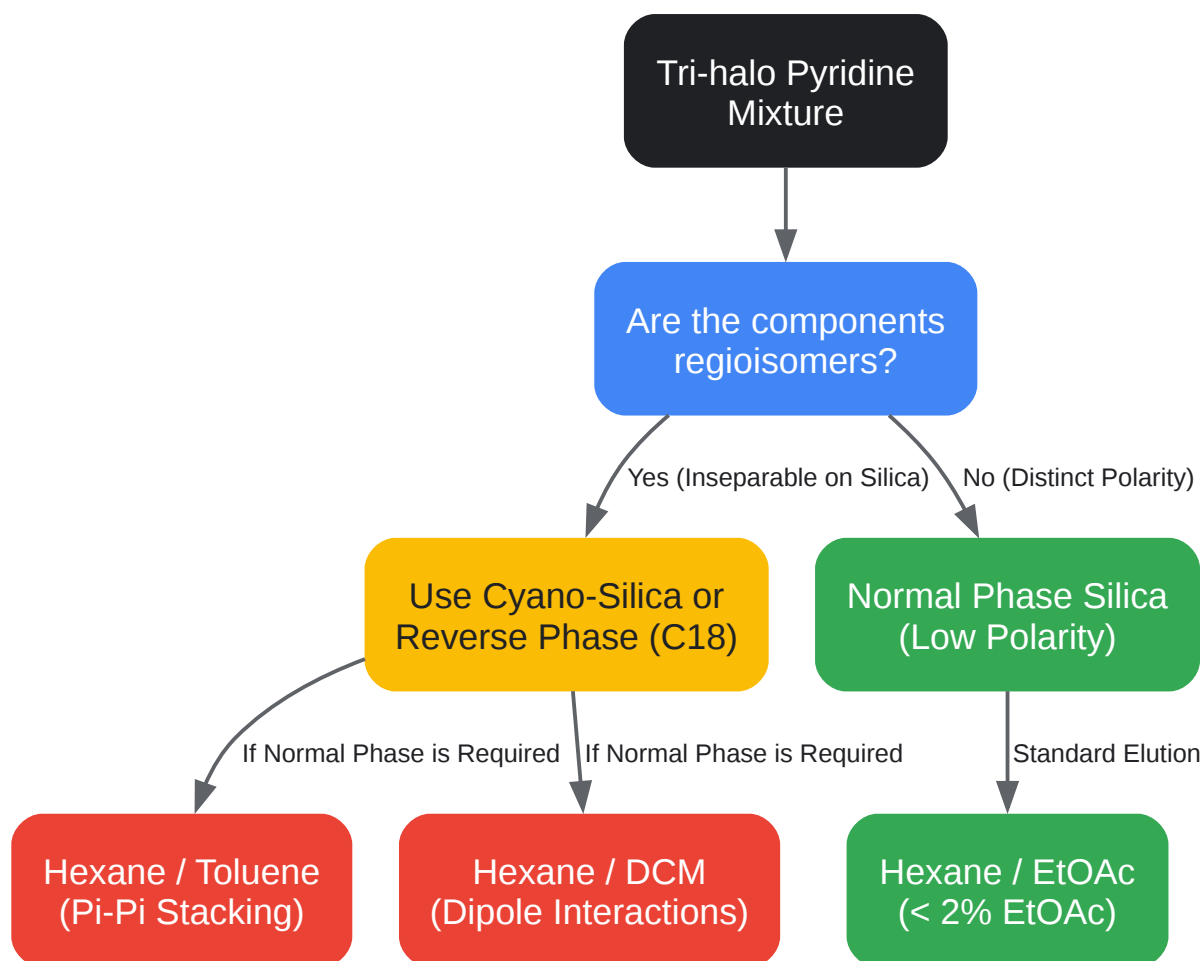 Tri-halo Pyridine
Mixture
Are the components
regioisomers?
Yes (Inseparable on Silica)
No (Distinct Polarity)
Use Cyano-Silica or
Reverse Phase (C18)
Normal Phase Silica
(Low Polarity)
If Normal Phase is Required
If Normal Phase is Required
Standard Elution
Hexane / Toluene
(Pi-Pi Stacking)
Hexane / DCM
(Dipole Interactions)
Hexane / EtOAc
(< 2% EtOAc)